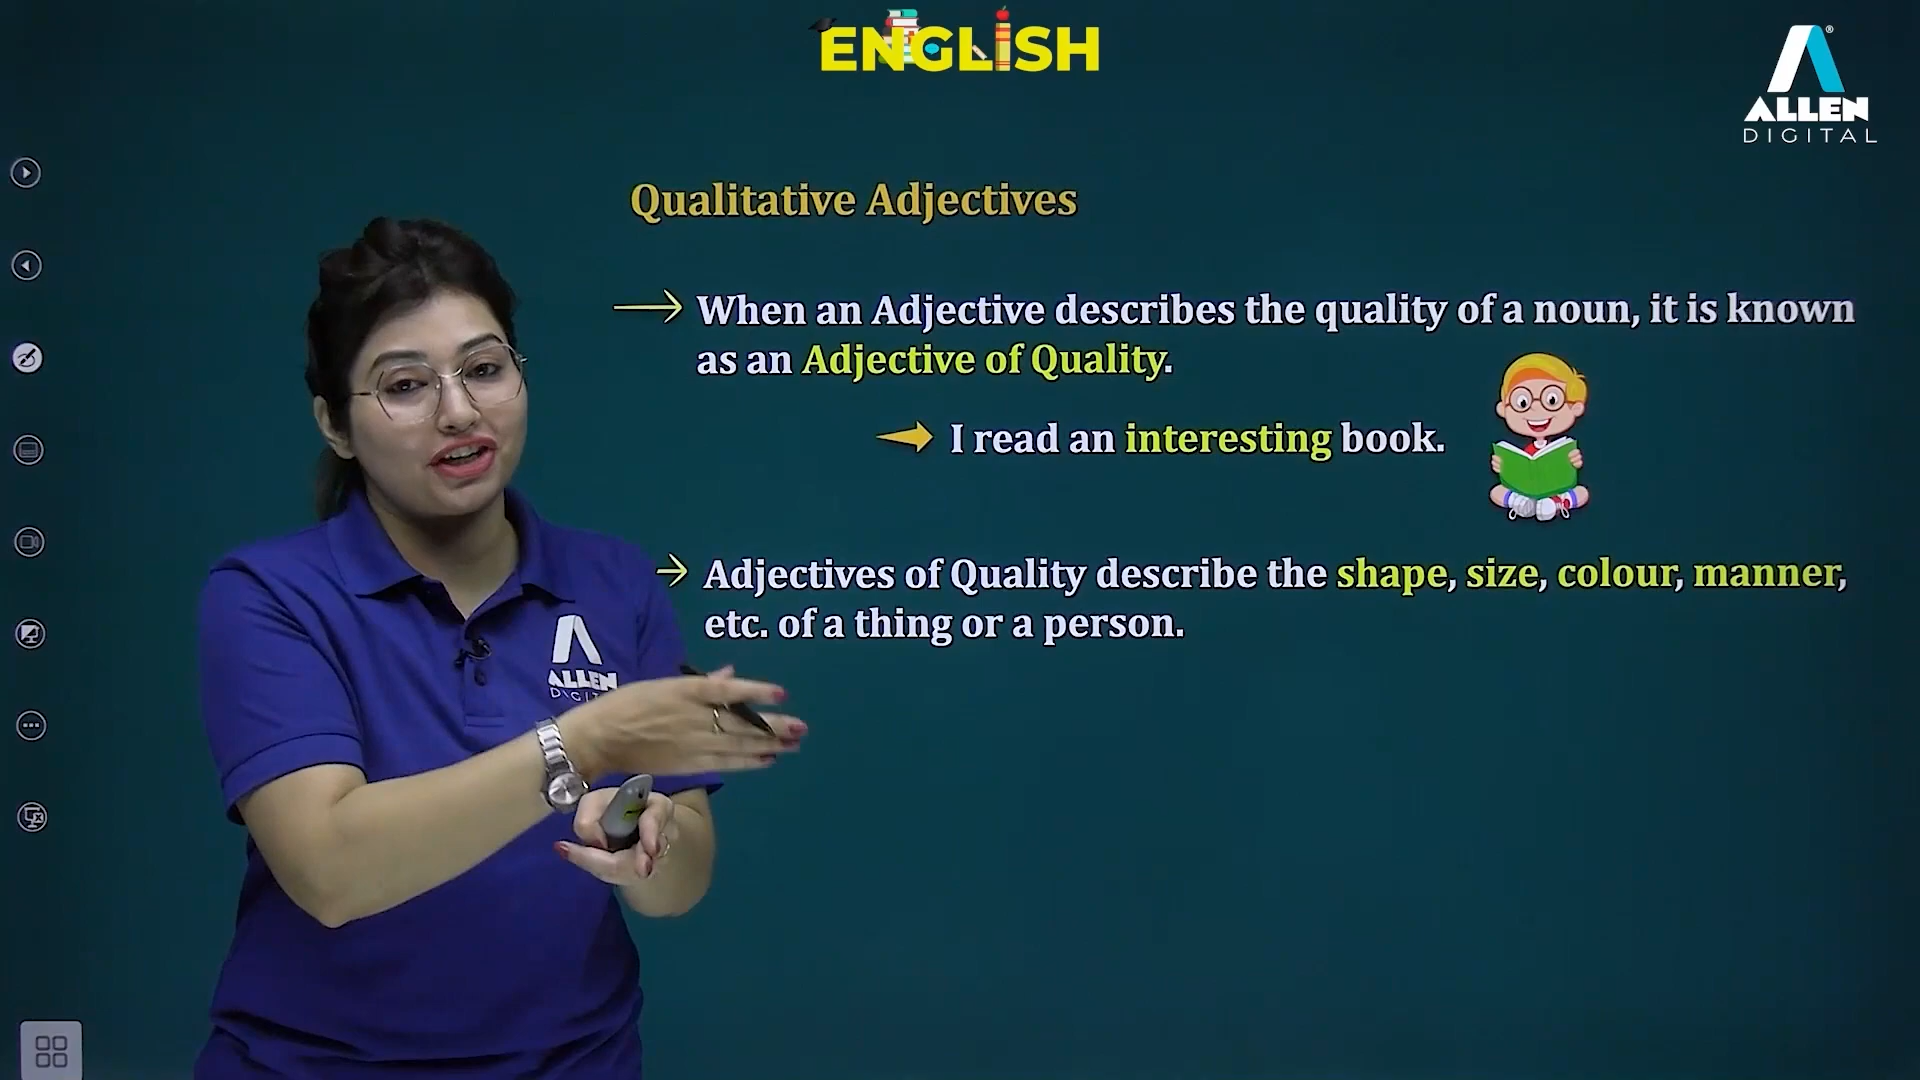 ENGLISH
ALLEN
DIGITAL
Qualitative Adjectives
When an Adjective describes the quality of a noun, it is known
as an Adjective of Quality.
I read an interesting book.
Adjectives of Quality describe the shape, size, colour, manner,
etc. of a thing or a person.
ALLEN